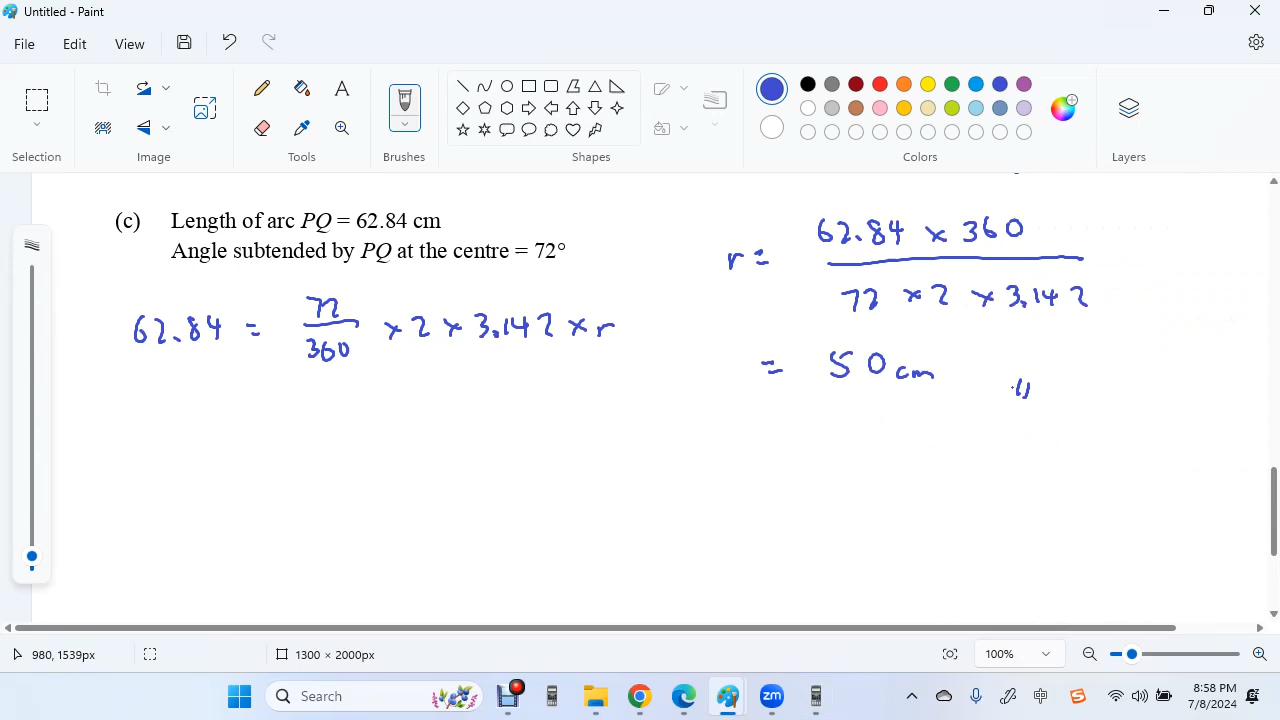 Untitled - Paint
File Edit View
Selection Image Tools Brushes Shapes Colors Layers
(c) Length of arc PQ = 62.84 cm
Angle subtended by PQ at the centre = 72°
62.84 = 72/360 × 2 × 3.142 × r
r = 62.84 × 360 / 72 × 2 × 3.142
= 50 cm
980, 1539px 1300 × 2000px 100%
Search zm 中 S 8:58 PM
7/8/2024